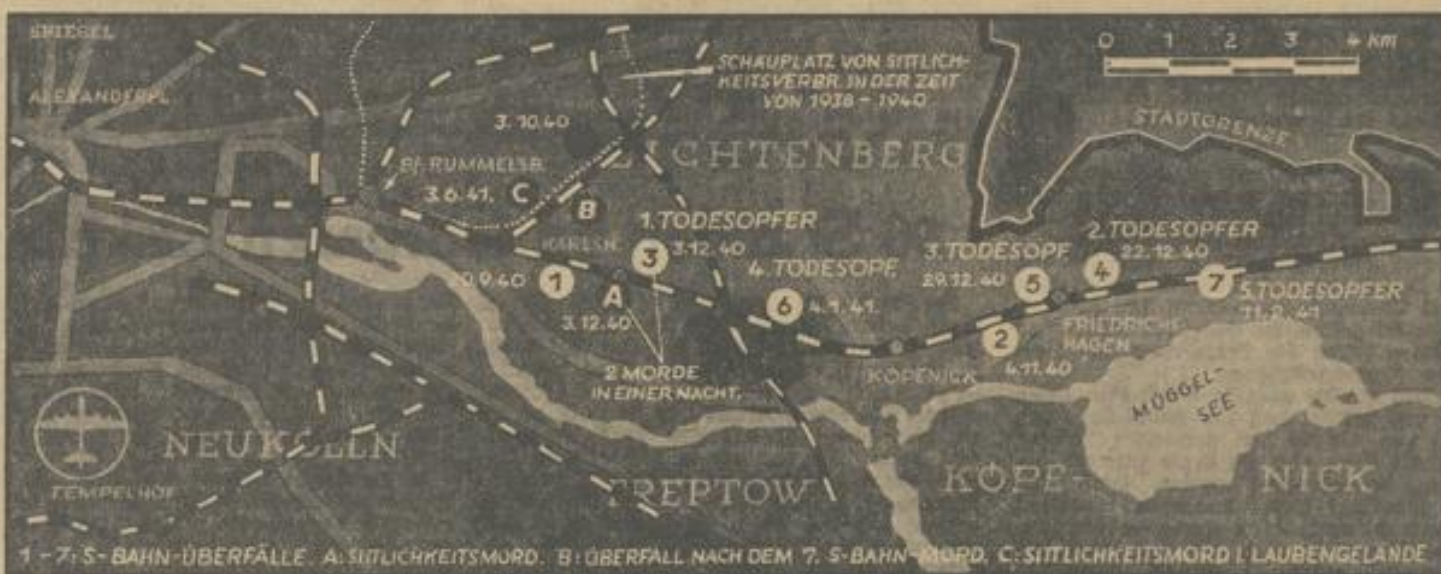 SPIEGEL
ALEXANDERPL.
0 1 2 3 4 KM
SCHAUPLATZ VON SITTLICH-
KEITSVERBR. IN DER ZEIT
VON 1938 - 1940
STADTGRENZE
3.10.40
LICHTENBERG
BF. RUMMELSB.
3.6.41.
C
B
1. TODESOPFER
3.12.40
3
KARLSH.
1
A
3.12.40
2 MORDE
IN EINER NACHT.
4. TODESOPF.
6
4.1.41.
3. TODESOPF.
29.12.40
5
2. TODESOPFER
22.12.40
4
7
5. TODESOPFER
11.2.41
2
4.11.40
FRIEDRICHS-
HAGEN
KÖPENICK
MÜGGEL-
SEE
NEUKÖLLN
TEMPELHOF
TREPTOW
KÖPE-
NICK
1-7: S-BAHN-ÜBERFÄLLE. A: SITTLICHKEITSMORD. B: ÜBERFALL NACH DEM 7. S-BAHN-MORD. C: SITTLICHKEITSMORD I. LAUBENGELÄNDE